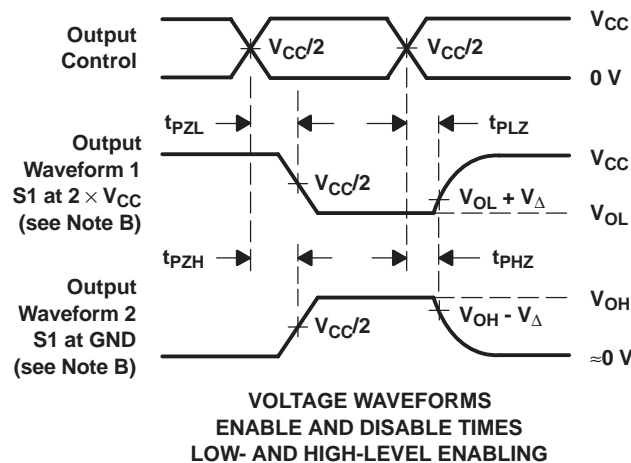 Output
Control
V_CC/2
V_CC/2
V_CC
0 V
t_PZL
t_PLZ
Output
Waveform 1
S1 at 2 × V_CC
(see Note B)
V_CC/2
V_CC
V_OL + V_Δ
V_OL
t_PZH
t_PHZ
Output
Waveform 2
S1 at GND
(see Note B)
V_CC/2
V_OH
V_OH - V_Δ
≈0 V
VOLTAGE WAVEFORMS
ENABLE AND DISABLE TIMES
LOW- AND HIGH-LEVEL ENABLING